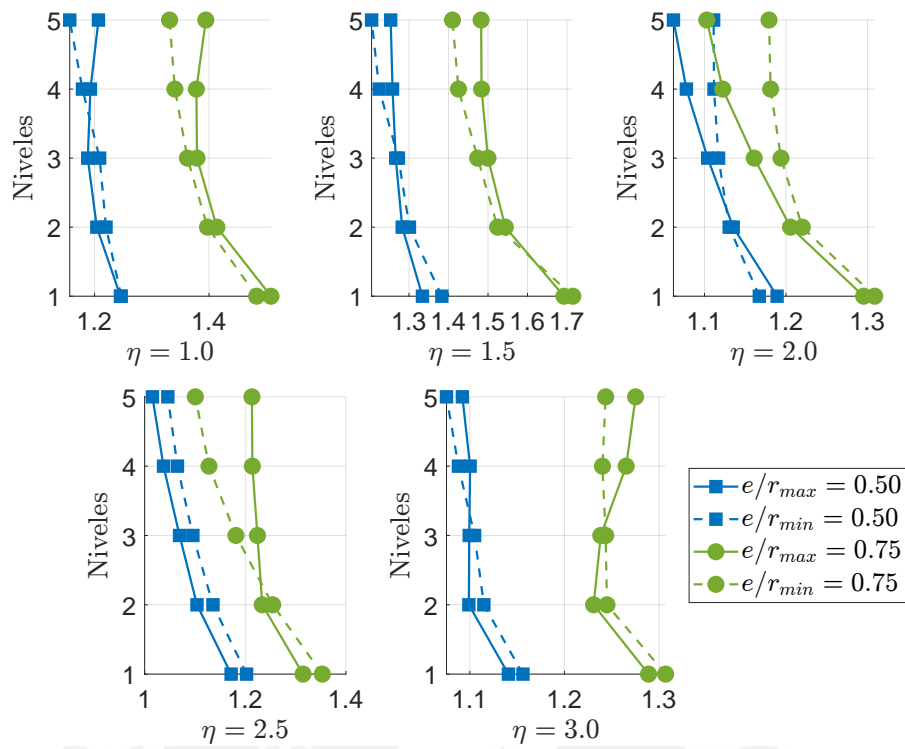 5
4
3
2
1
Niveles
1.2
1.4
η = 1.0
5
4
3
2
1
Niveles
1.3
1.4
1.5
1.6
1.7
η = 1.5
5
4
3
2
1
Niveles
1.1
1.2
1.3
η = 2.0
5
4
3
2
1
Niveles
1
1.2
1.4
η = 2.5
5
4
3
2
1
Niveles
1.1
1.2
1.3
η = 3.0
e/r_max = 0.50
e/r_min = 0.50
e/r_max = 0.75
e/r_min = 0.75